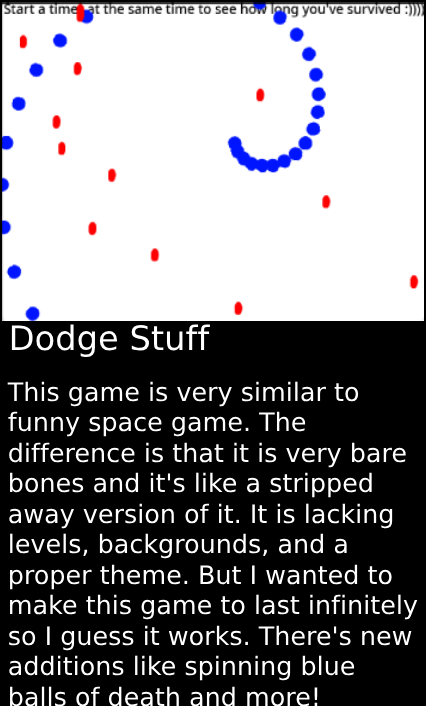 Start a timer at the same time to see how long you've survived :))))
Dodge Stuff
This game is very similar to
funny space game. The
difference is that it is very bare
bones and it's like a stripped
away version of it. It is lacking
levels, backgrounds, and a
proper theme. But I wanted to
make this game to last infinitely
so I guess it works. There's new
additions like spinning blue
balls of death and more!